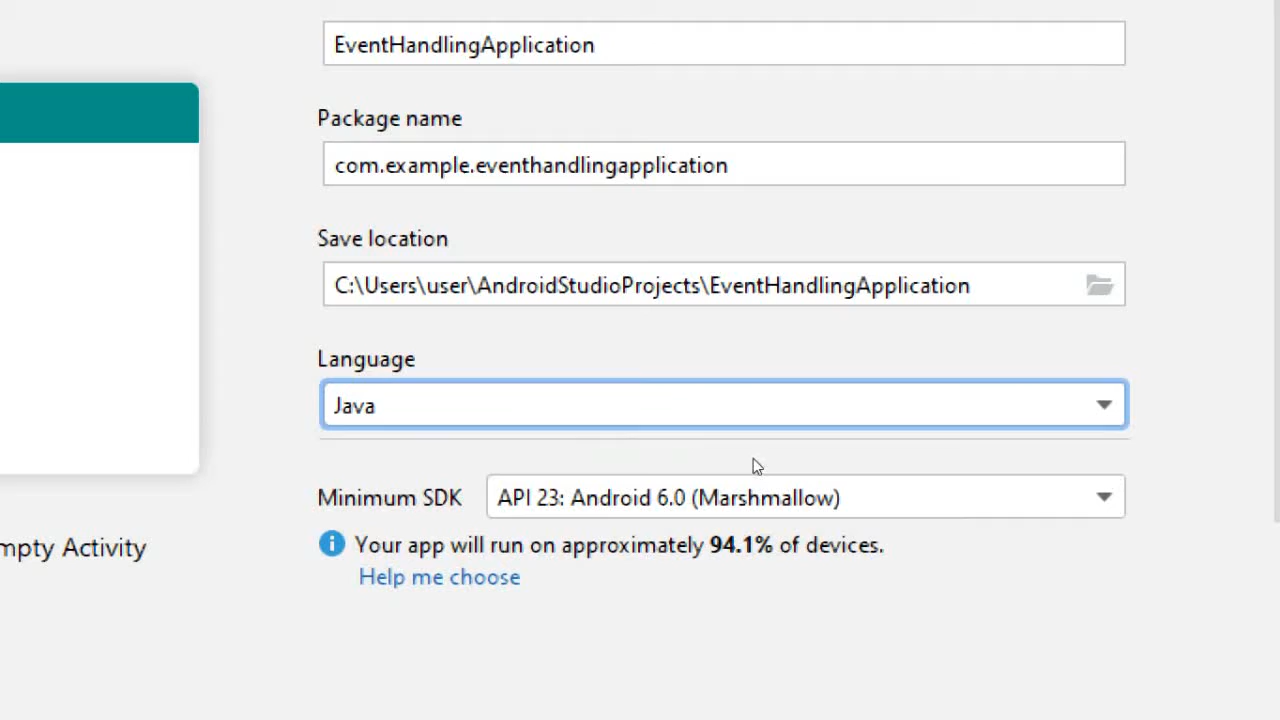 EventHandlingApplication
Package name
com.example.eventhandlingapplication
Save location
C:\Users\user\AndroidStudioProjects\EventHandlingApplication
Language
Java
Minimum SDK API 23: Android 6.0 (Marshmallow)
Your app will run on approximately 94.1% of devices.
Help me choose
mpty Activity